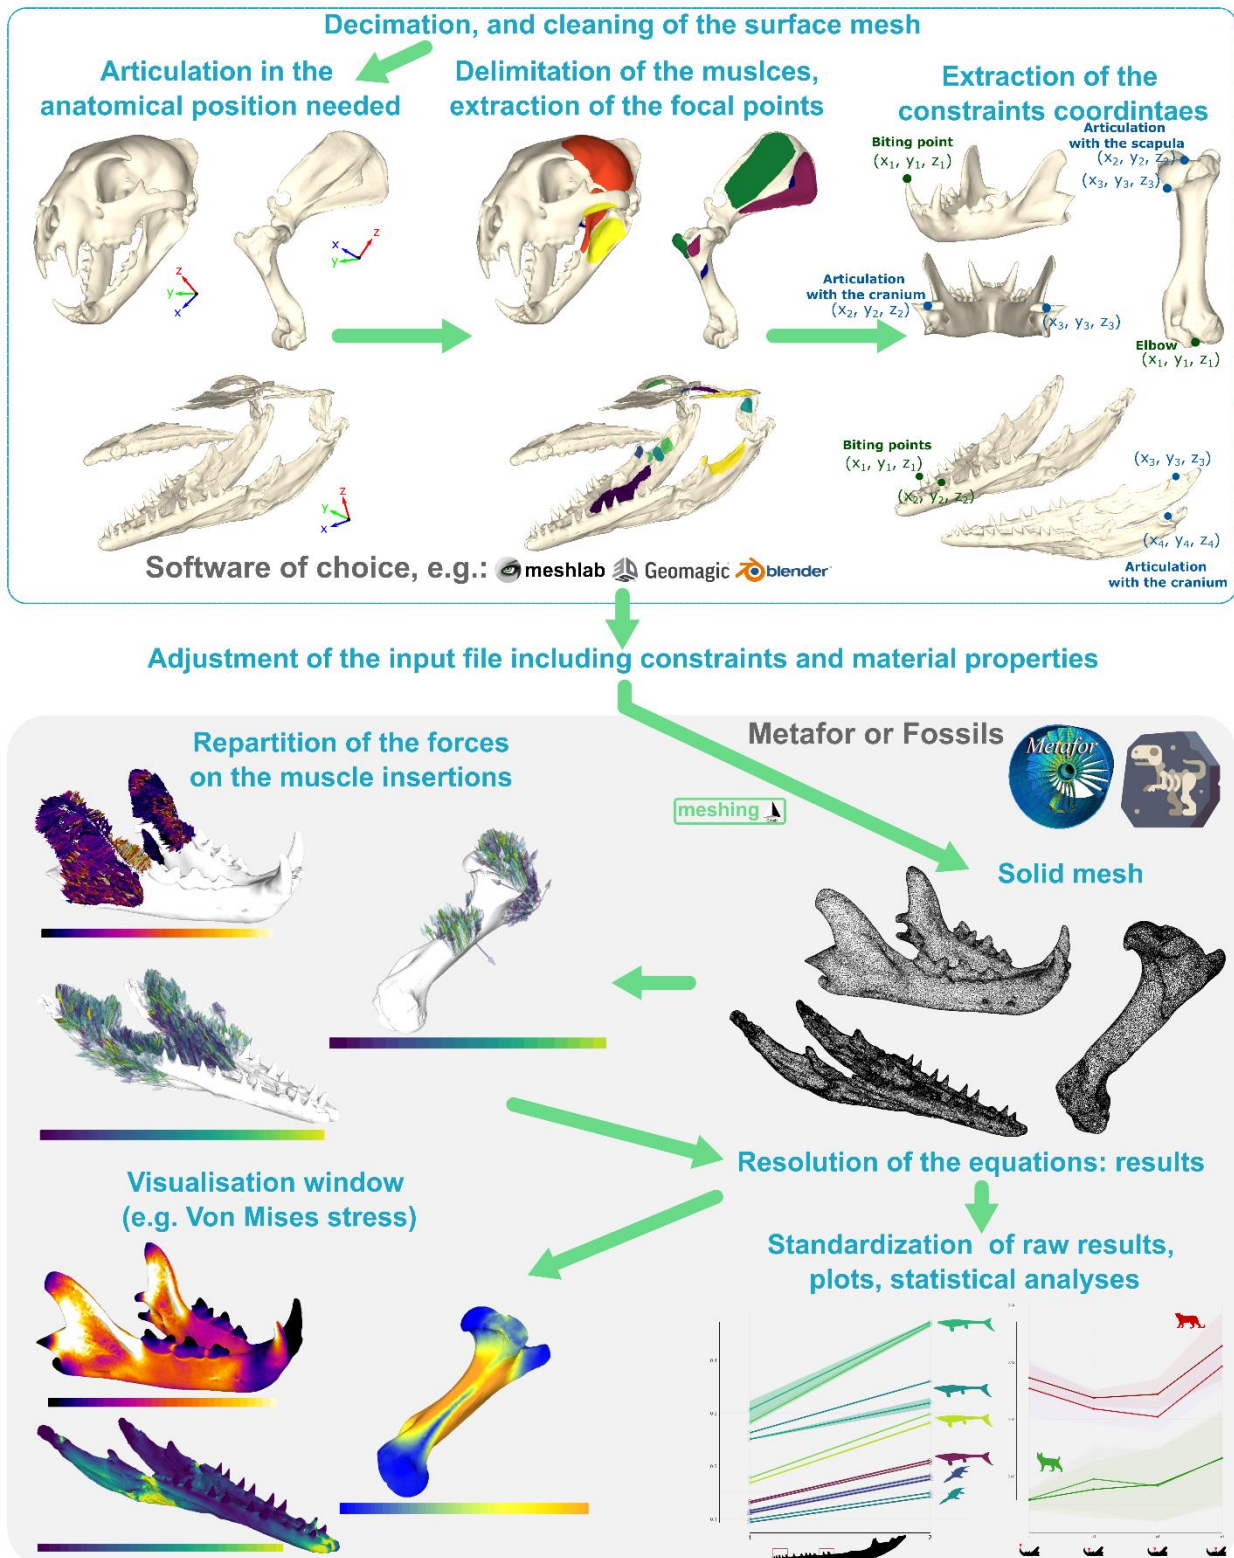 Decimation, and cleaning of the surface mesh
Articulation in the
anatomical position needed
Delimitation of the muslces,
extraction of the focal points
Extraction of the
constraints coordintaes
z
y
x
x
y
z
Biting point
(x₁, y₁, z₁)
Articulation
with the scapula
(x₂, y₂, z₂)
(x₃, y₃, z₃)
Articulation
with the cranium
(x₂, y₂, z₂)
(x₃, y₃, z₃)
Elbow
(x₁, y₁, z₁)
z
y
x
Biting points
(x₁, y₁, z₁)
(x₂, y₂, z₂)
(x₃, y₃, z₃)
(x₄, y₄, z₄)
Articulation
with the cranium
Software of choice, e.g.: meshlab Geomagic blender
Adjustment of the input file including constraints and material properties
Repartition of the forces
on the muscle insertions
Metafor or Fossils
Metafor
meshing
Solid mesh
Resolution of the equations: results
Visualisation window
(e.g. Von Mises stress)
Standardization of raw results,
plots, statistical analyses